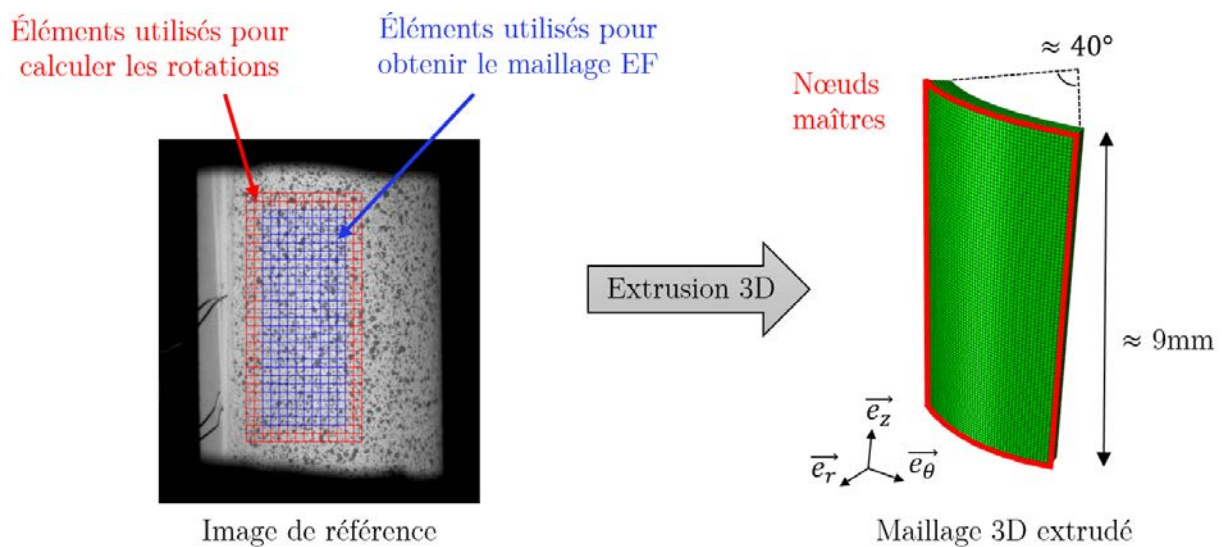 Éléments utilisés pour
calculer les rotations
Éléments utilisés pour
obtenir le maillage EF
Image de référence
Extrusion 3D
Nœuds
maîtres
≈ 40°
≈ 9mm
e_z
e_r
e_θ
Maillage 3D extrudé